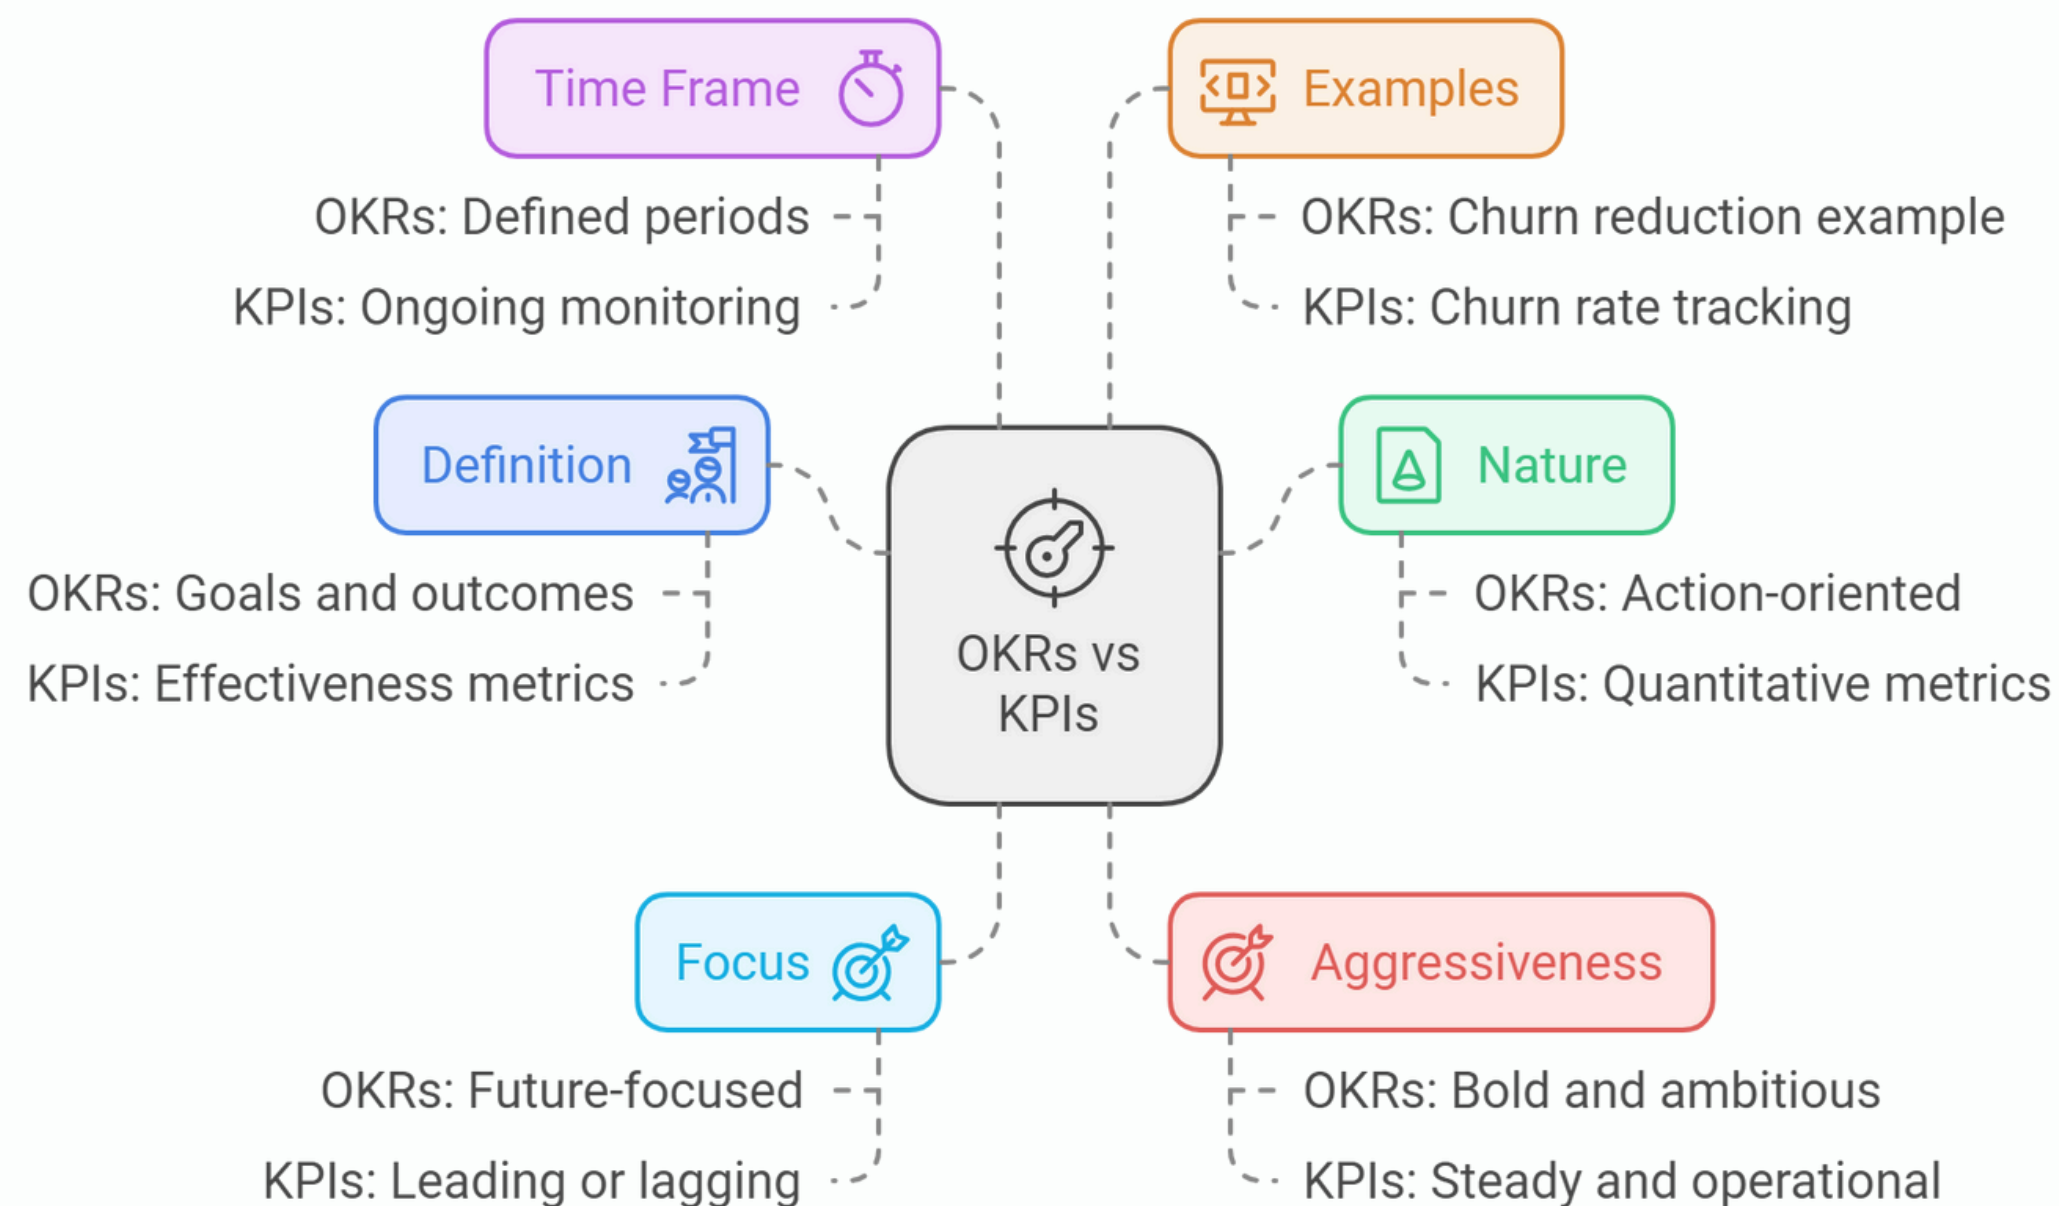 Time Frame
OKRs: Defined periods
KPIs: Ongoing monitoring
Examples
OKRs: Churn reduction example
KPIs: Churn rate tracking
Definition
OKRs: Goals and outcomes
KPIs: Effectiveness metrics
OKRs vs
KPIs
Nature
OKRs: Action-oriented
KPIs: Quantitative metrics
Focus
OKRs: Future-focused
KPIs: Leading or lagging
Aggressiveness
OKRs: Bold and ambitious
KPIs: Steady and operational